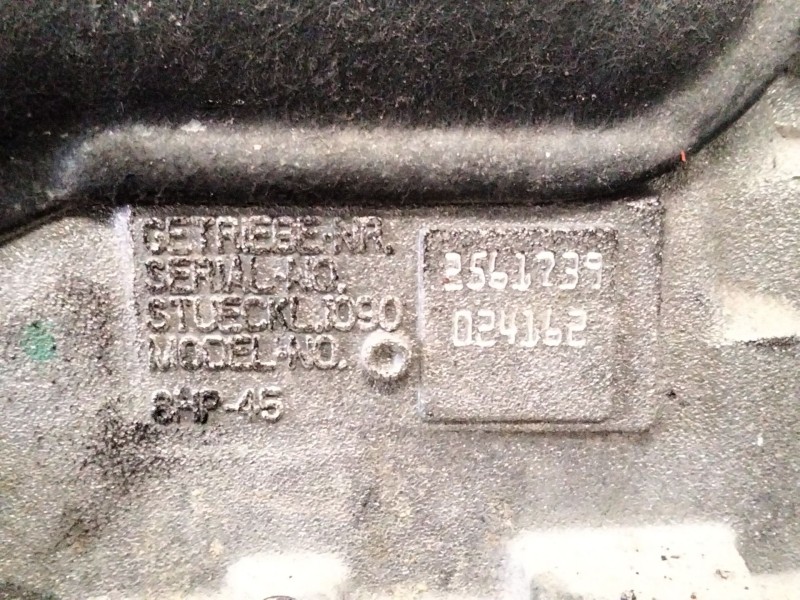 GETRIEBE-NR.
SERIAL-NO.
STUECKL.1090
MODEL-NO.
8HP-45
2561739
024162